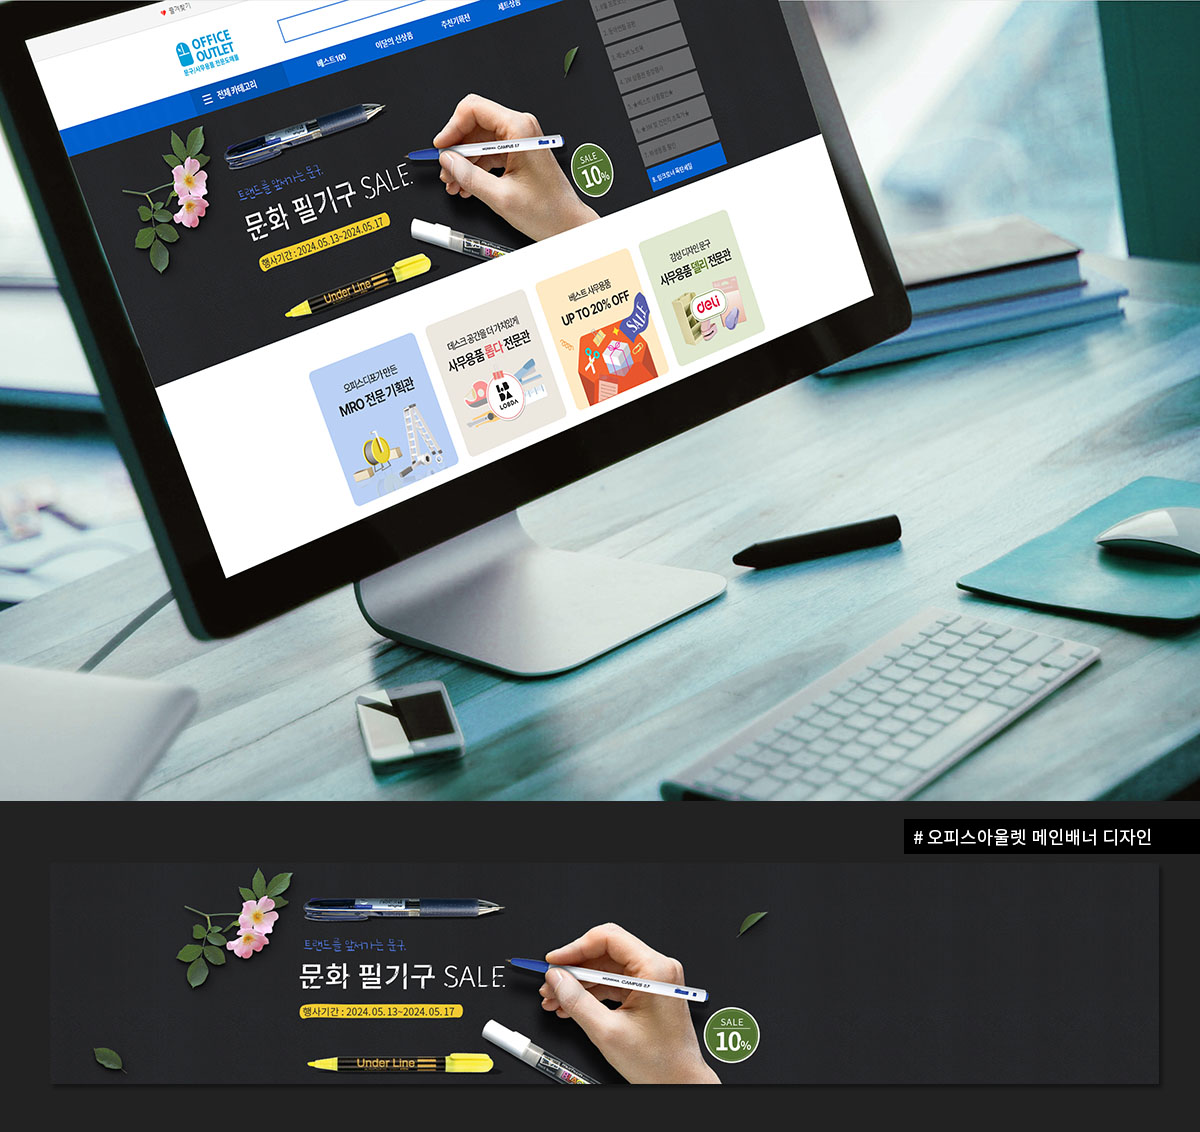 즐겨찾기
OFFICE
OUTLET
문구/사무용품 전문도매몰
전체 카테고리
베스트100
이달의 신상품
추천기획전
세트상품
트랜드를 앞서가는 문구.
문화 필기구 SALE.
행사기간 : 2024.05.13~2024.05.17
Under Line
CAMPUS 0.7
SALE
10%
오피스디포가 만든
MRO 전문 기획관
데스크 공간을 더 가치있게
사무용품 롭다 전문관
LOBDA
베스트 사무용품
UP TO 20% OFF
SALE
감성 디자인 문구
사무용품 델리 전문관
deli
# 오피스아울렛 메인배너 디자인
트랜드를 앞서가는 문구.
문화 필기구 SALE.
행사기간 : 2024.05.13~2024.05.17
Under Line
CAMPUS 0.7
SALE
10%